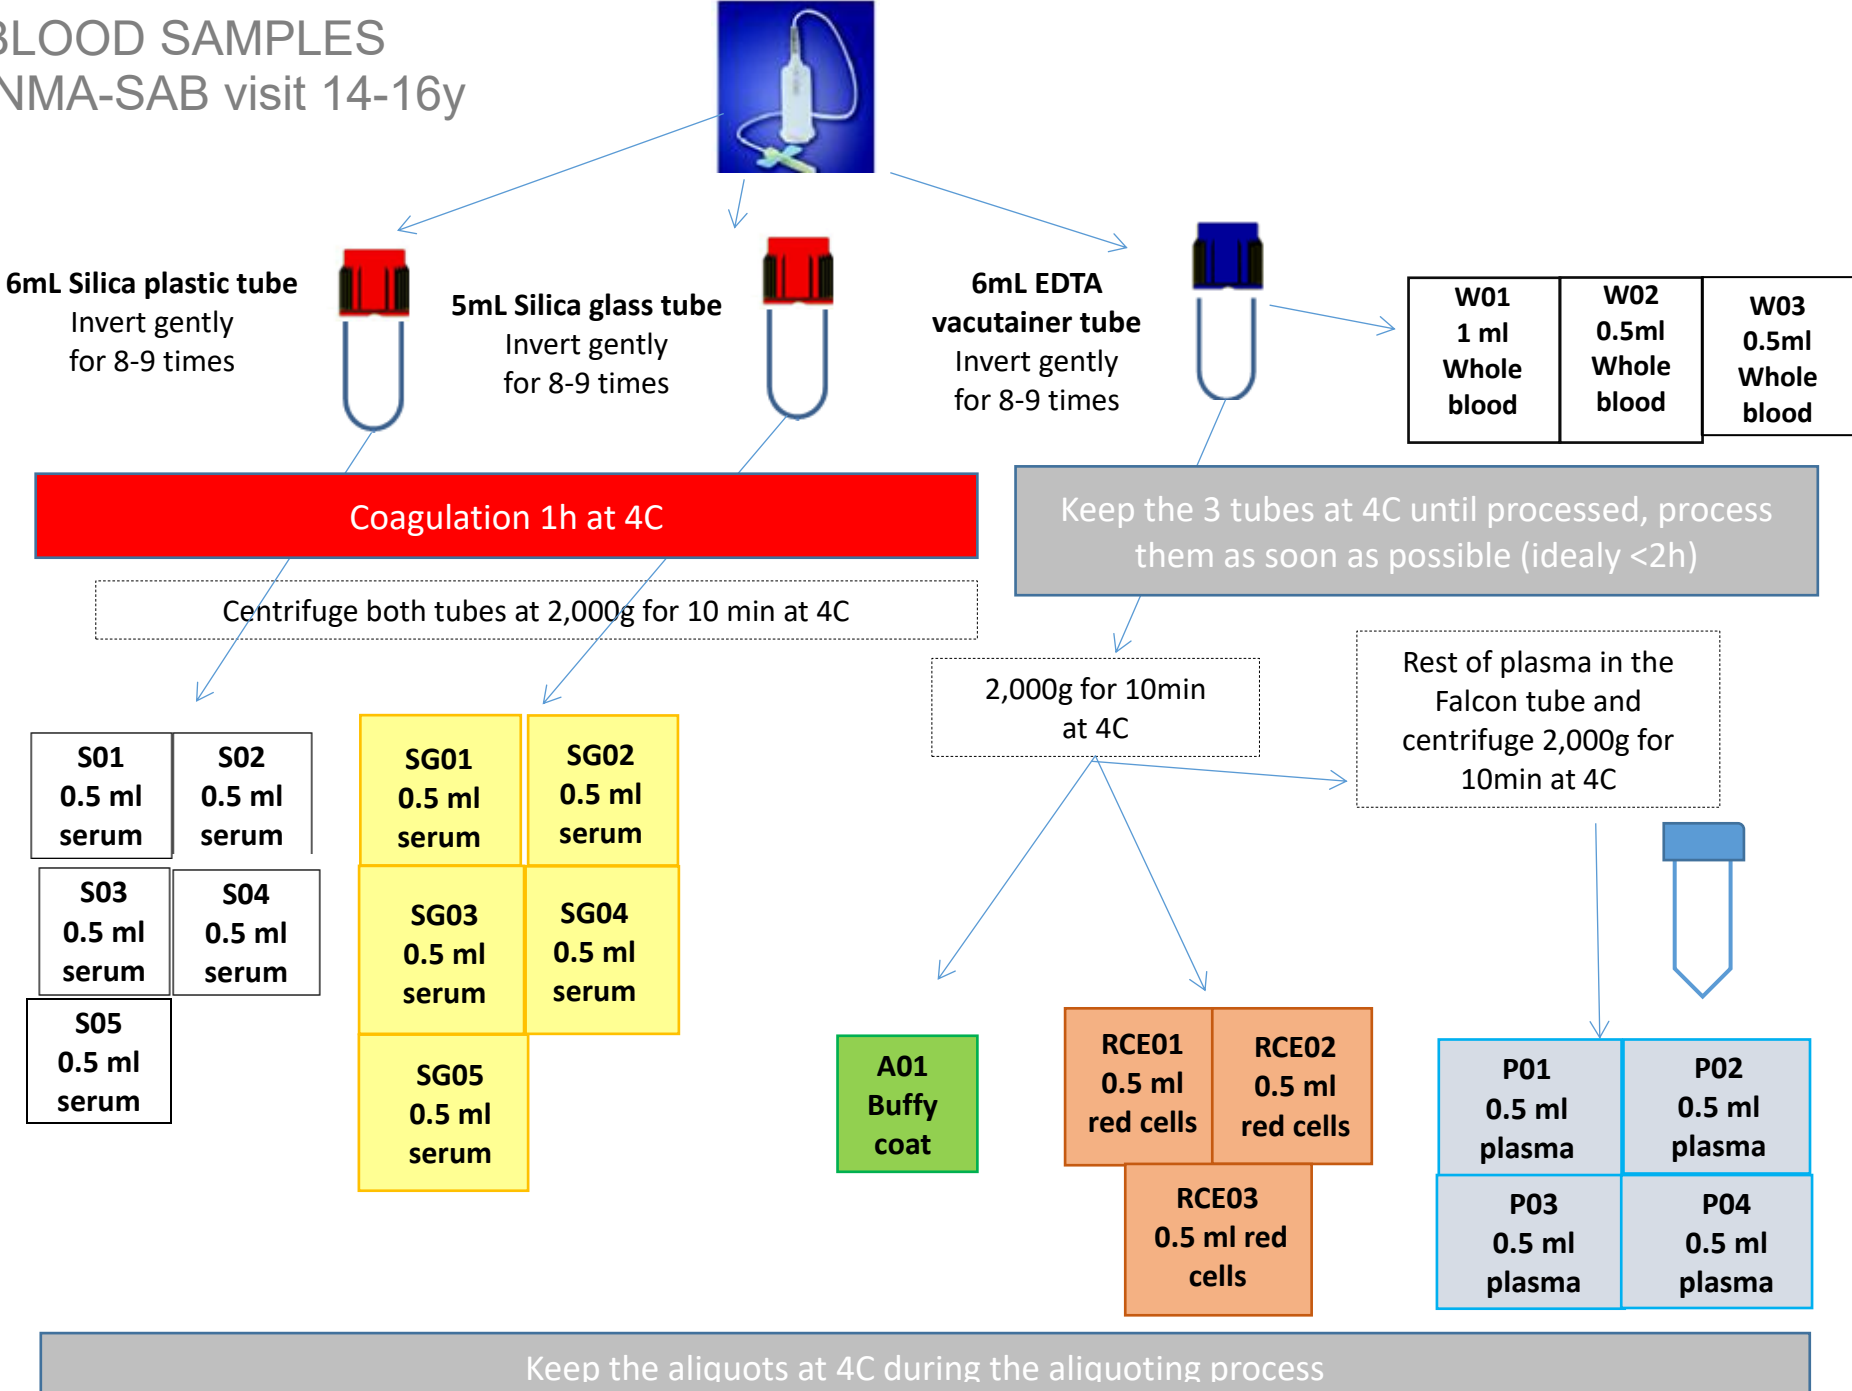 BLOOD SAMPLES
NMA-SAB visit 14-16y
6mL Silica plastic tube
Invert gently
for 8-9 times
5mL Silica glass tube
Invert gently
for 8-9 times
6mL EDTA
vacutainer tube
Invert gently
for 8-9 times
W01
1 ml
Whole
blood
W02
0.5ml
Whole
blood
W03
0.5ml
Whole
blood
Coagulation 1h at 4C
Keep the 3 tubes at 4C until processed, process
them as soon as possible (idealy <2h)
Centrifuge both tubes at 2,000g for 10 min at 4C
2,000g for 10min
at 4C
Rest of plasma in the
Falcon tube and
centrifuge 2,000g for
10min at 4C
S01
0.5 ml
serum
S02
0.5 ml
serum
S03
0.5 ml
serum
S04
0.5 ml
serum
S05
0.5 ml
serum
SG01
0.5 ml
serum
SG02
0.5 ml
serum
SG03
0.5 ml
serum
SG04
0.5 ml
serum
SG05
0.5 ml
serum
A01
Buffy
coat
RCE01
0.5 ml
red cells
RCE02
0.5 ml
red cells
RCE03
0.5 ml red
cells
P01
0.5 ml
plasma
P02
0.5 ml
plasma
P03
0.5 ml
plasma
P04
0.5 ml
plasma
Keep the aliquots at 4C during the aliquoting process